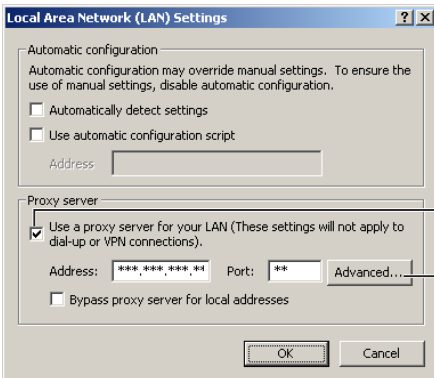 Local Area Network (LAN) Settings
Automatic configuration
Automatic configuration may override manual settings. To ensure the
use of manual settings, disable automatic configuration.
Automatically detect settings
Use automatic configuration script
Address
Proxy server
Use a proxy server for your LAN (These settings will not apply to
dial-up or VPN connections).
Address: ***.***.***.** Port: ** Advanced...
Bypass proxy server for local addresses
OK Cancel